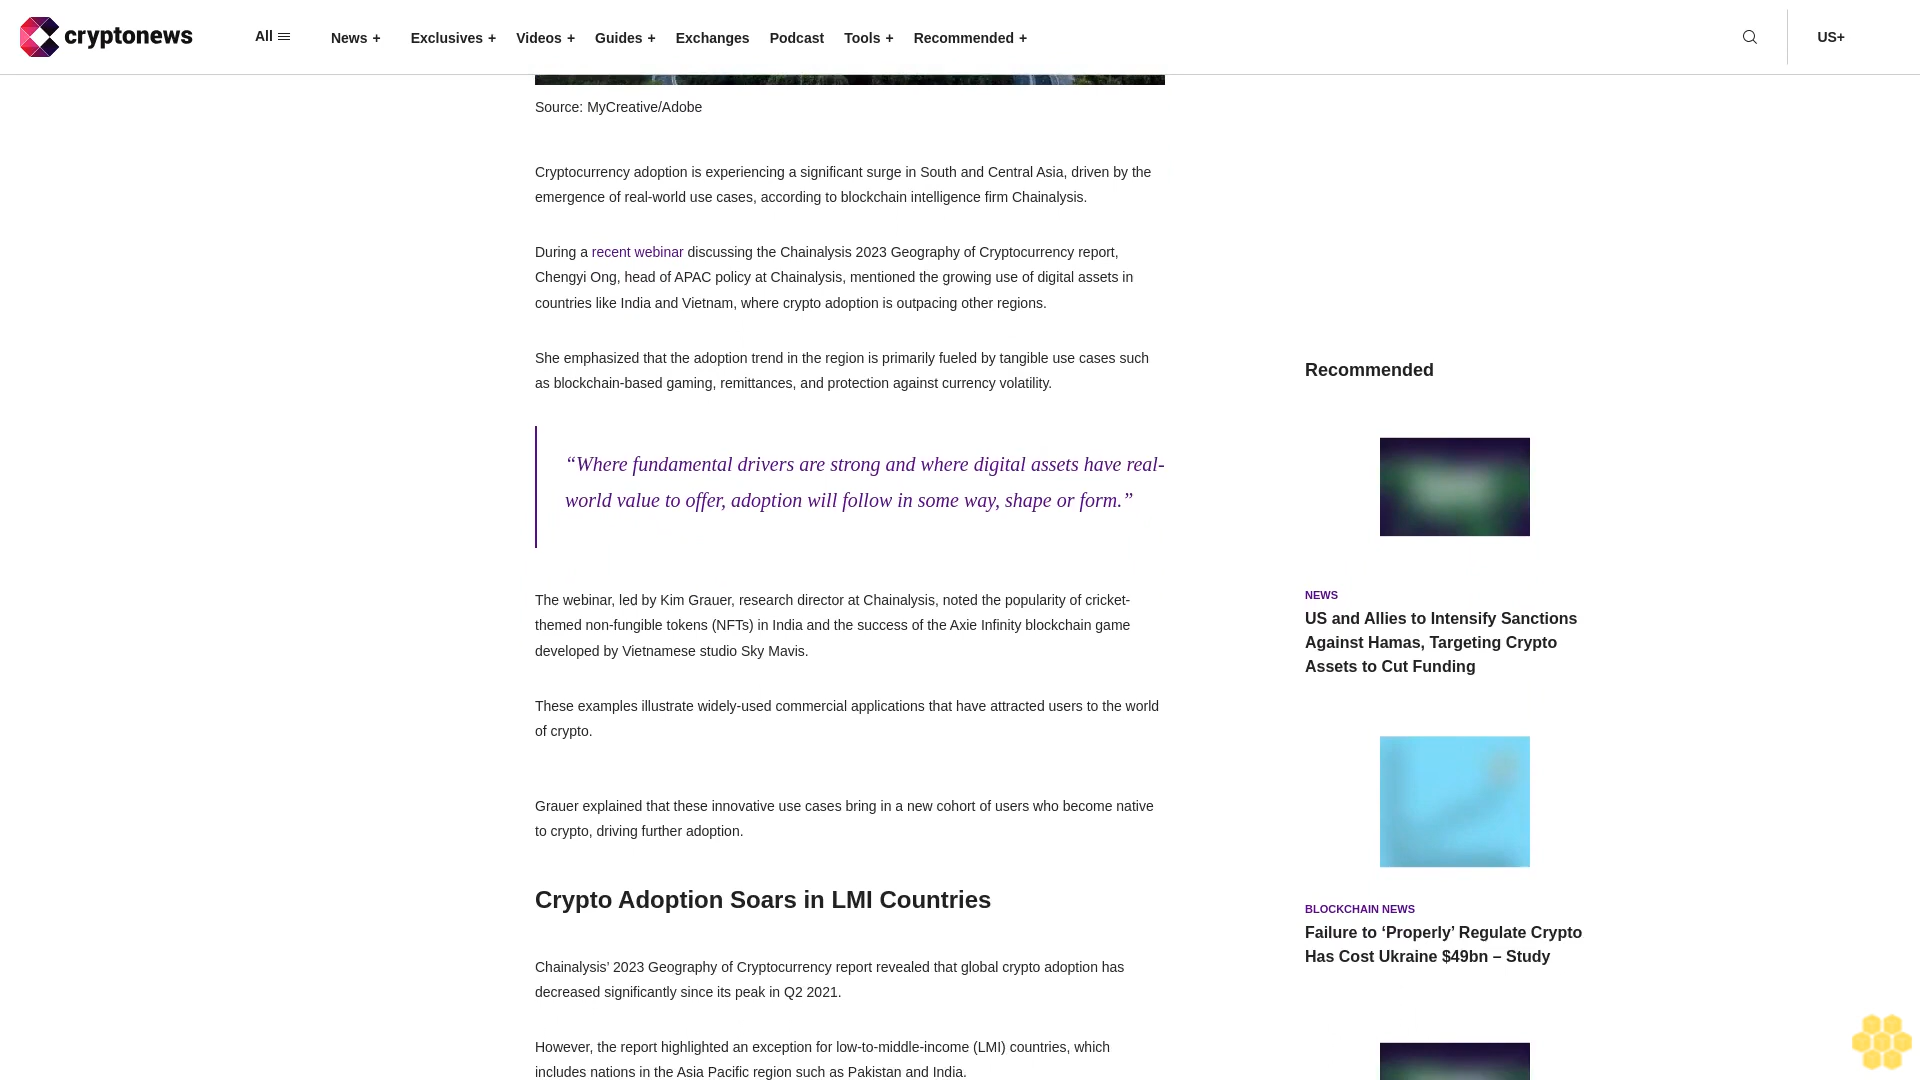 cryptonews
All
News +
Exclusives +
Videos +
Guides +
Exchanges
Podcast
Tools +
Recommended +
US+
Source: MyCreative/Adobe
Cryptocurrency adoption is experiencing a significant surge in South and Central Asia, driven by the
emergence of real-world use cases, according to blockchain intelligence firm Chainalysis.
During a recent webinar discussing the Chainalysis 2023 Geography of Cryptocurrency report,
Chengyi Ong, head of APAC policy at Chainalysis, mentioned the growing use of digital assets in
countries like India and Vietnam, where crypto adoption is outpacing other regions.
She emphasized that the adoption trend in the region is primarily fueled by tangible use cases such
as blockchain-based gaming, remittances, and protection against currency volatility.
“Where fundamental drivers are strong and where digital assets have real-
world value to offer, adoption will follow in some way, shape or form.”
The webinar, led by Kim Grauer, research director at Chainalysis, noted the popularity of cricket-
themed non-fungible tokens (NFTs) in India and the success of the Axie Infinity blockchain game
developed by Vietnamese studio Sky Mavis.
These examples illustrate widely-used commercial applications that have attracted users to the world
of crypto.
Grauer explained that these innovative use cases bring in a new cohort of users who become native
to crypto, driving further adoption.
Crypto Adoption Soars in LMI Countries
Chainalysis’ 2023 Geography of Cryptocurrency report revealed that global crypto adoption has
decreased significantly since its peak in Q2 2021.
However, the report highlighted an exception for low-to-middle-income (LMI) countries, which
includes nations in the Asia Pacific region such as Pakistan and India.
Recommended
NEWS
US and Allies to Intensify Sanctions
Against Hamas, Targeting Crypto
Assets to Cut Funding
BLOCKCHAIN NEWS
Failure to ‘Properly’ Regulate Crypto
Has Cost Ukraine $49bn – Study